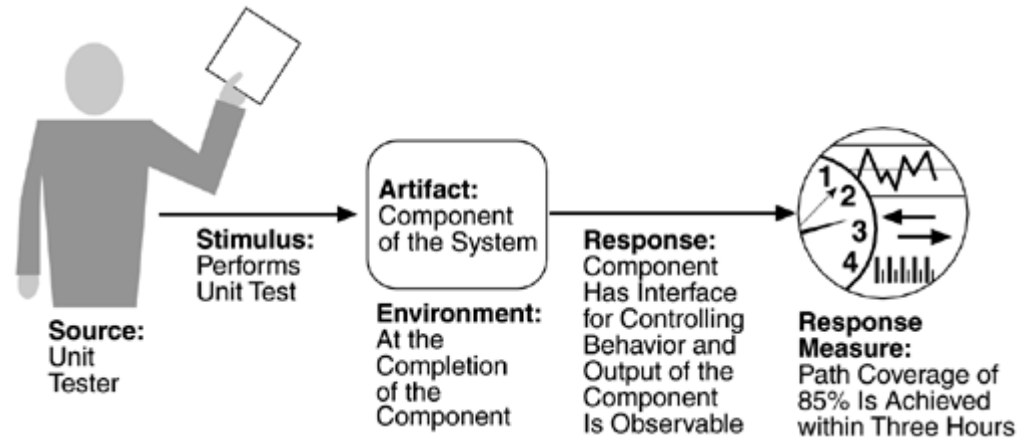 Source:
Unit
Tester
Stimulus:
Performs
Unit Test
Artifact:
Component
of the System
Environment:
At the
Completion
of the
Component
Response:
Component
Has Interface
for Controlling
Behavior and
Output of the
Component
Is Observable
1
2
3
4
Response
Measure:
Path Coverage of
85% Is Achieved
within Three Hours